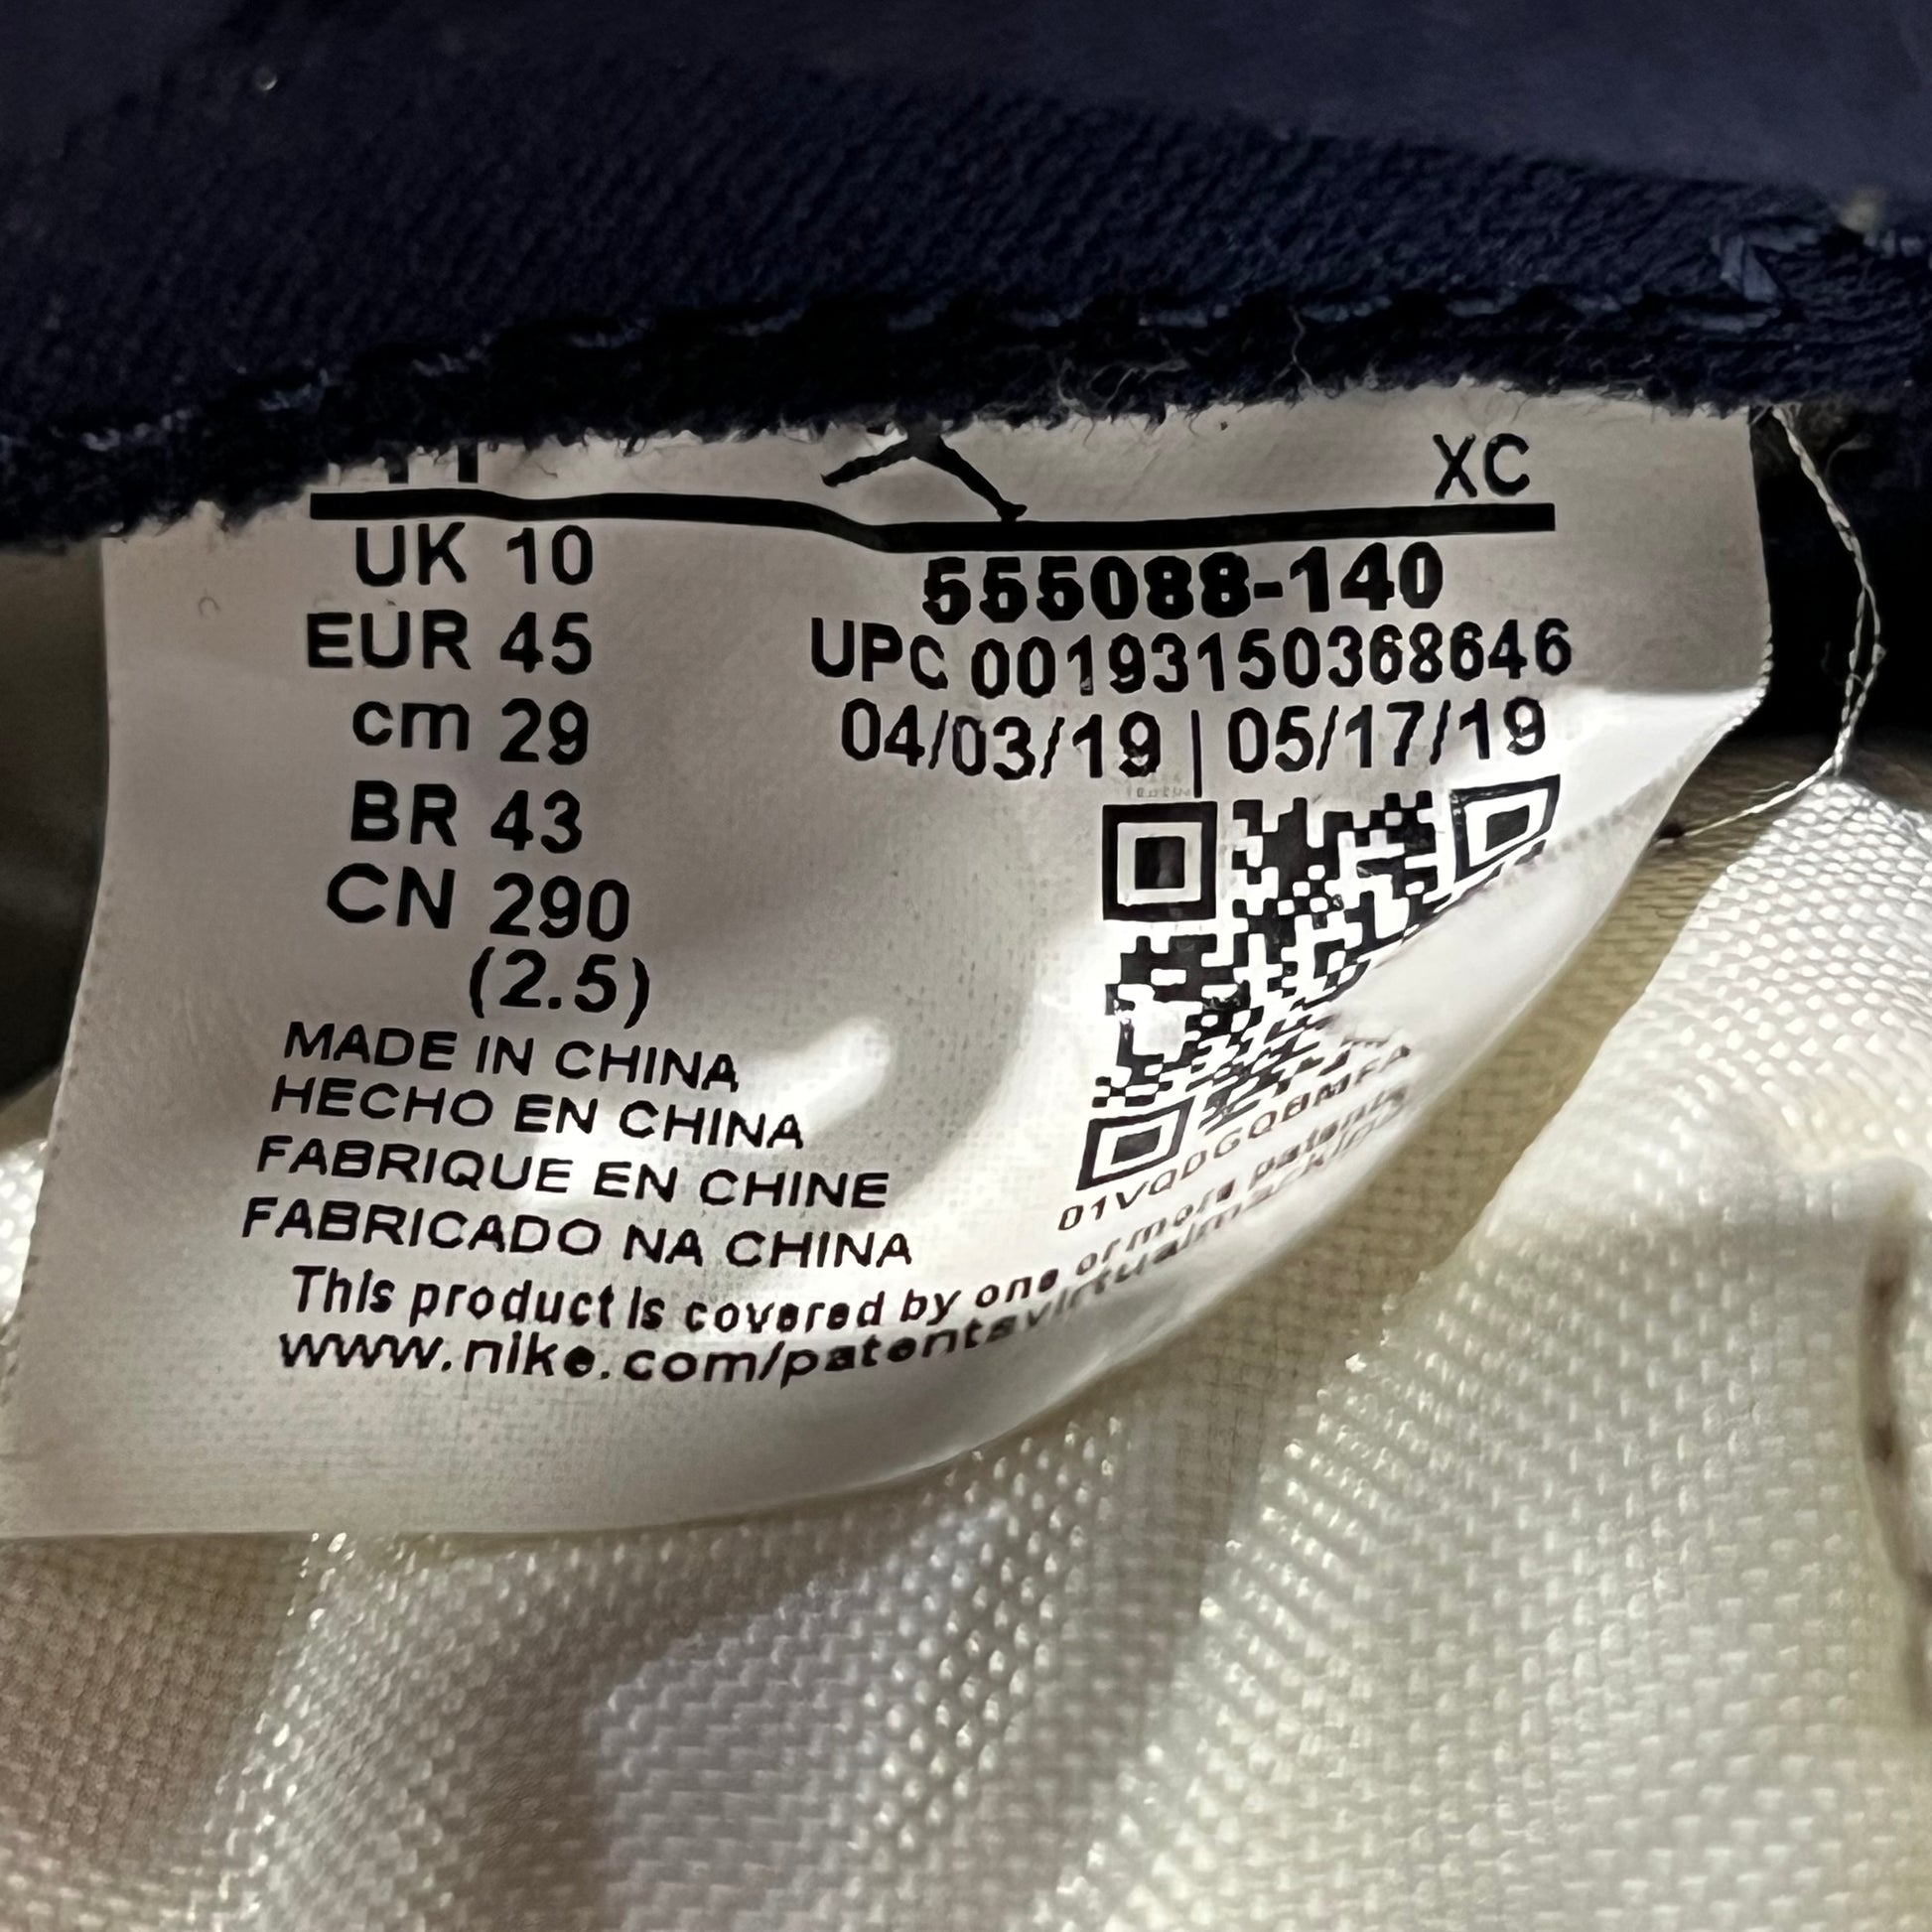 XC
UK 10
EUR 45
cm 29
BR 43
CN 290
(2.5)
MADE IN CHINA
HECHO EN CHINA
FABRIQUE EN CHINE
FABRICADO NA CHINA
555088-140
UPC 00193150368646
04/03/19 | 05/17/19
01VQDGQBMFA
This product is covered by one or more patents
www.nike.com/patentsvirtualmarking